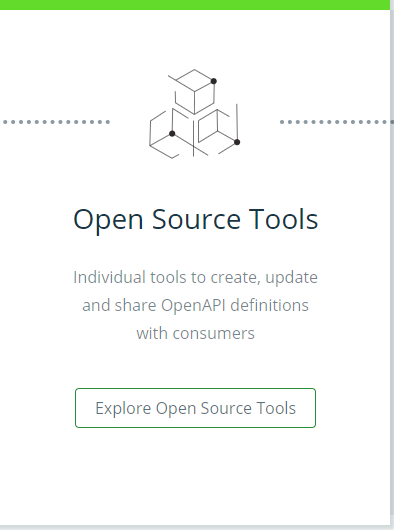 Open Source Tools
Individual tools to create, update
and share OpenAPI definitions
with consumers
Explore Open Source Tools